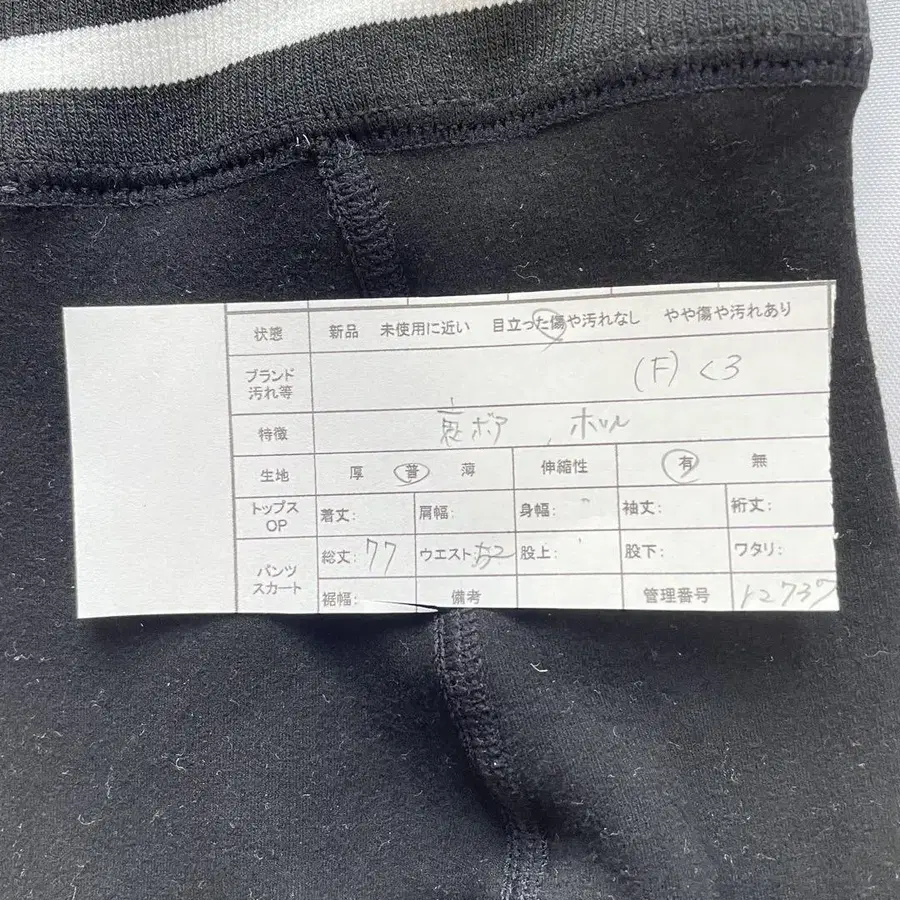 状態 新品 未使用に近い 目立った傷や汚れなし やや傷や汚れあり
ブランド
汚れ等 (F) <3
特徴 裏ボア
生地 厚 普 薄 伸縮性 有 無
トップス
OP 着丈: 肩幅: 身幅: 袖丈: 裄丈:
パンツ
スカート 総丈: 77 ウエスト 股上: 股下: ワタリ:
裾幅: 備考 管理番号 12737